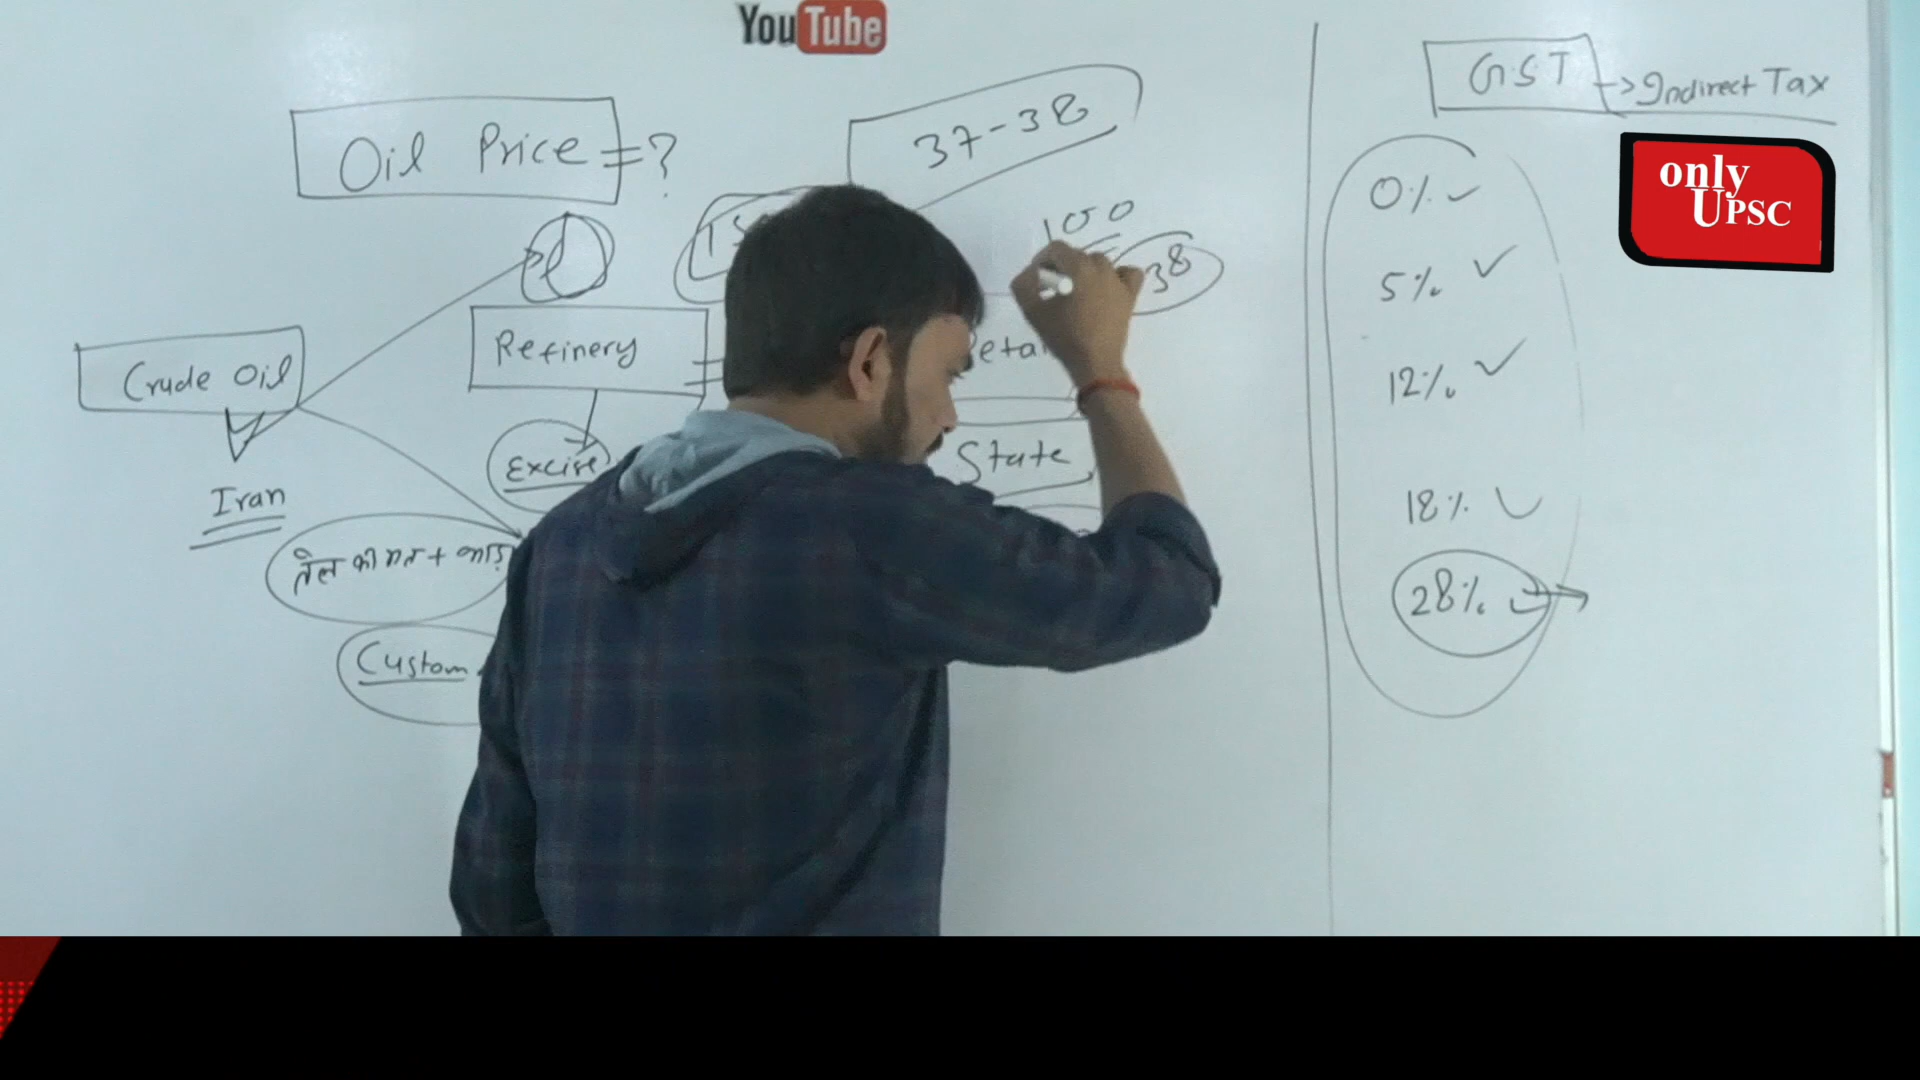 YouTube
Oil Price = ?
37-38
100
38
Refinery
Crude Oil
Excise
State
Iran
तेल कीमत +
Custom
GST → Indirect Tax
0% ✓
5% ✓
12% ✓
18% ✓
28% ✓ →
only
UPSC